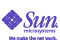 Sun
microsystems
We make the net work.